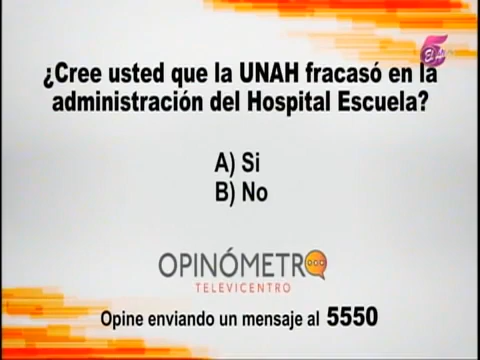 ¿Cree usted que la UNAH fracasó en la
administración del Hospital Escuela?
A) Si
B) No
OPINÓMETRO
TELEVICENTRO
Opine enviando un mensaje al 5550